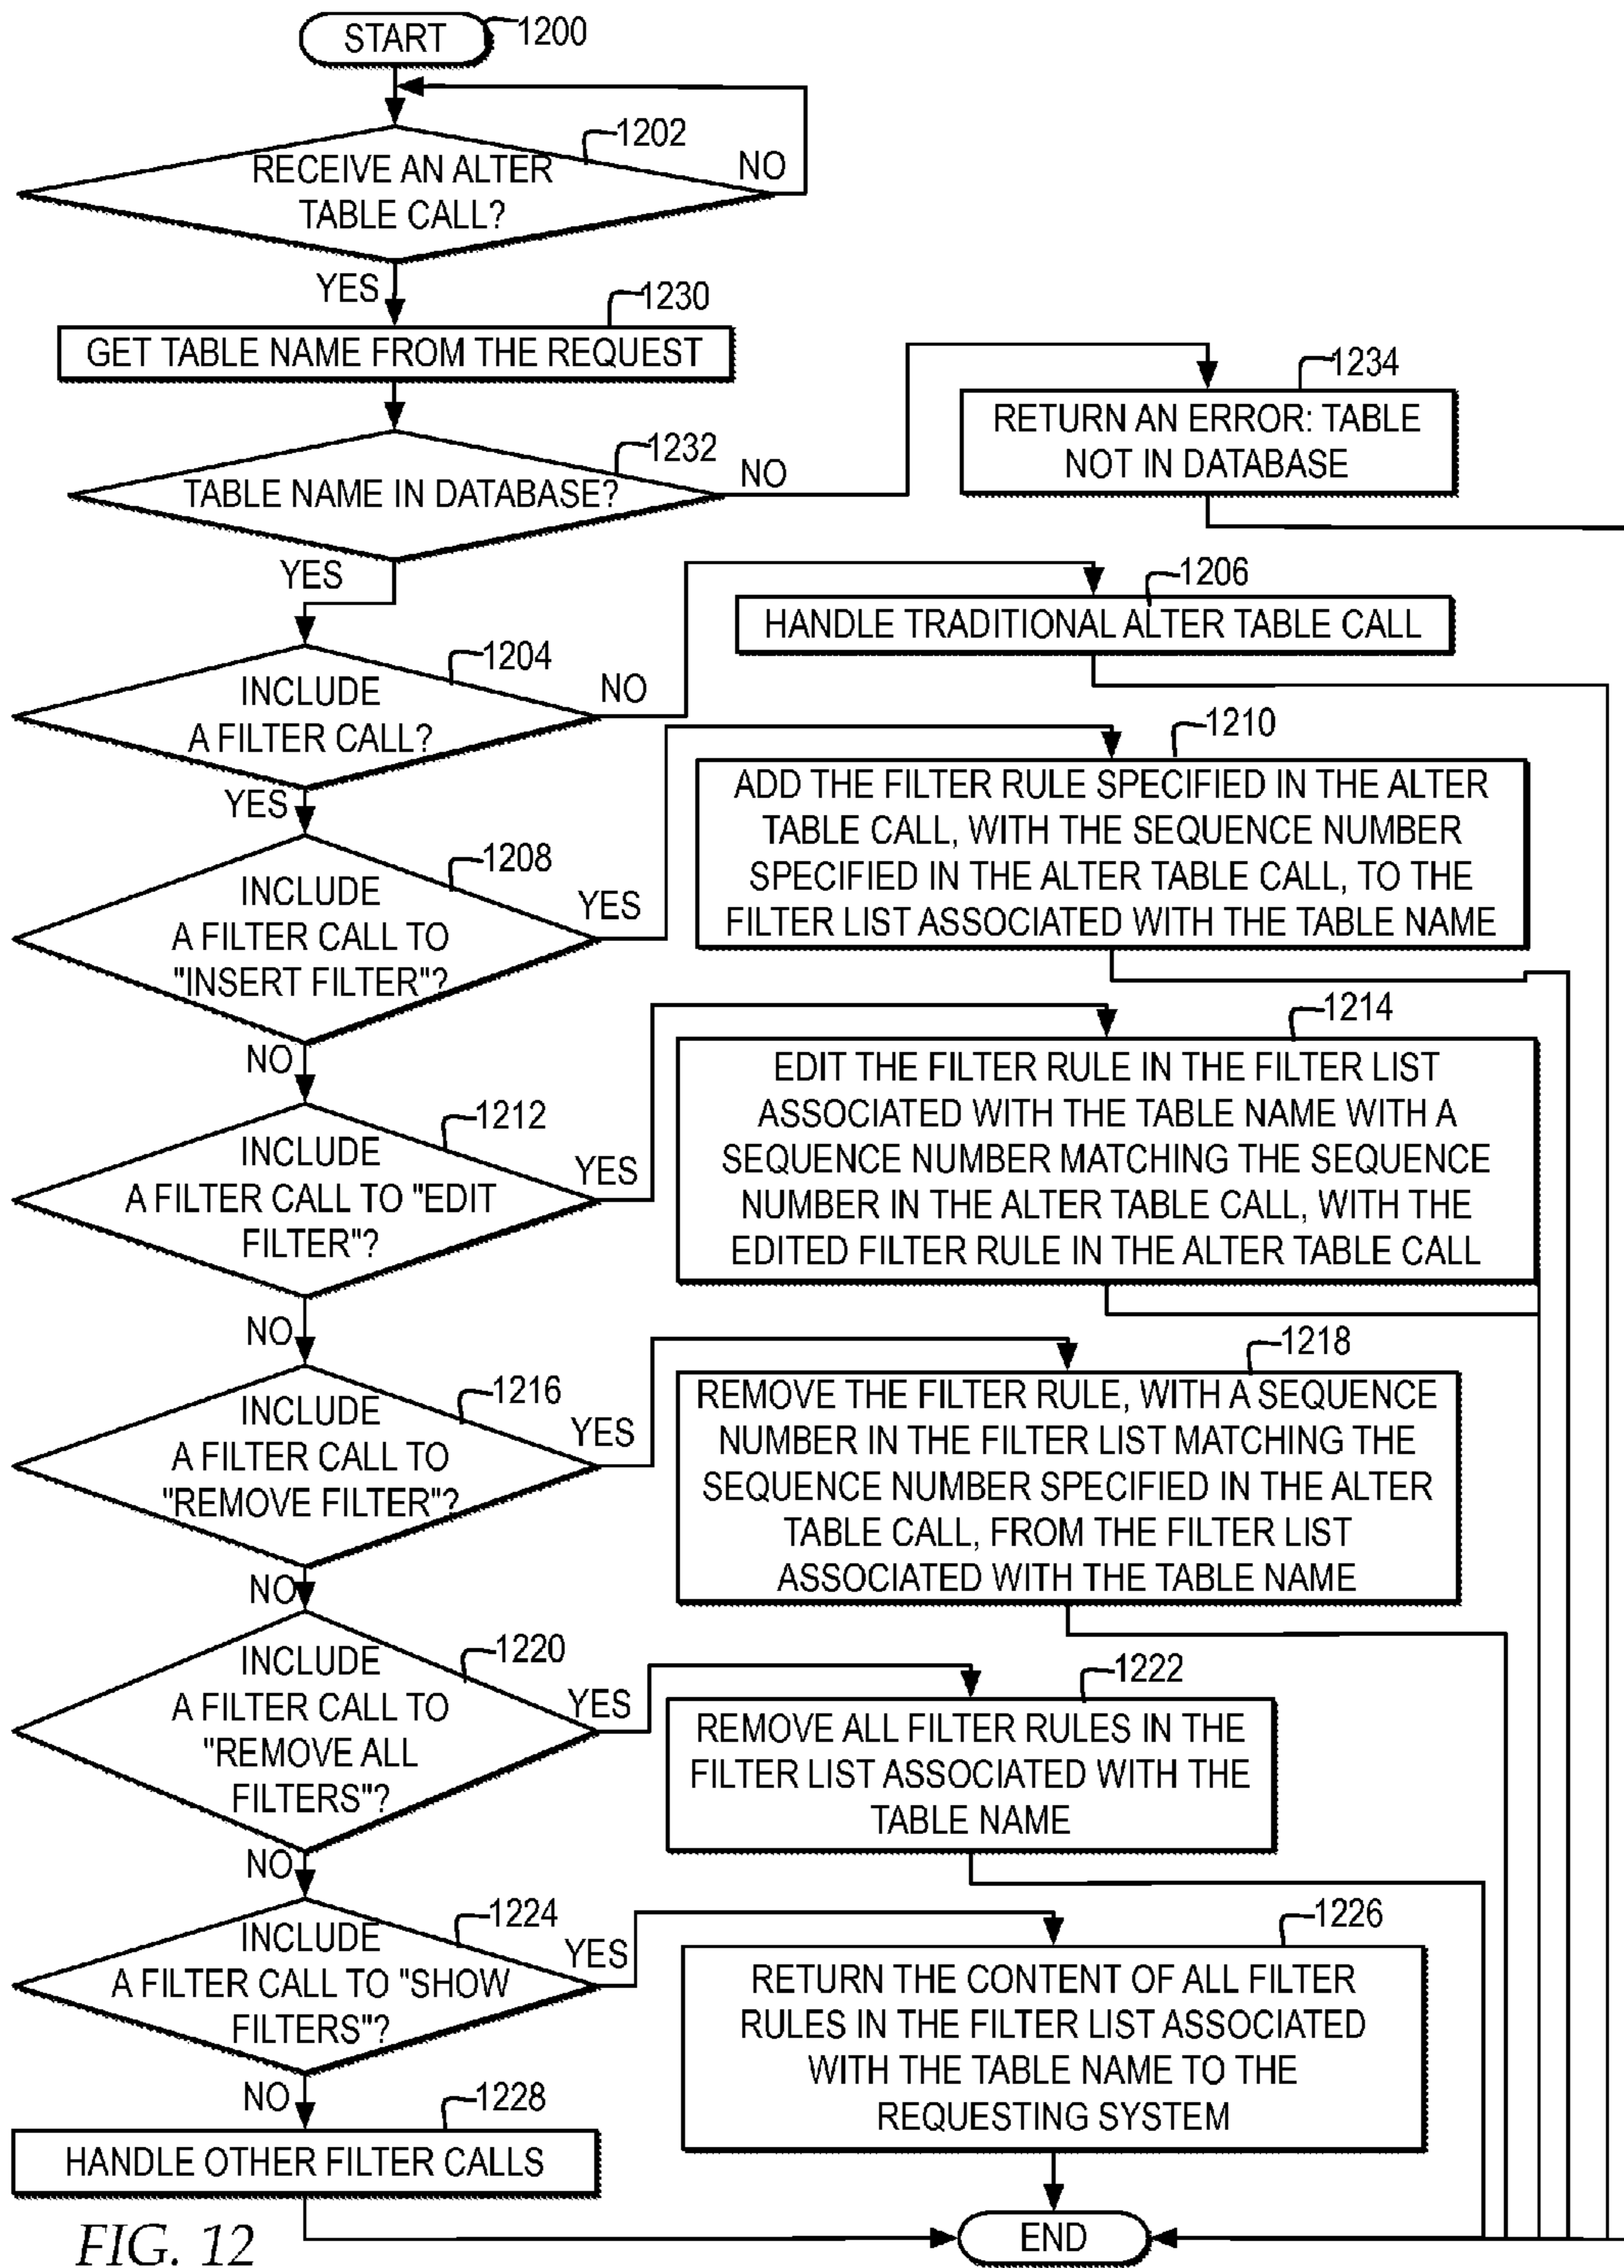 START
1200
1202
RECEIVE AN ALTER
TABLE CALL?
NO
YES
1230
GET TABLE NAME FROM THE REQUEST
1232
TABLE NAME IN DATABASE?
NO
1234
RETURN AN ERROR: TABLE
NOT IN DATABASE
YES
1204
INCLUDE
A FILTER CALL?
NO
1206
HANDLE TRADITIONAL ALTER TABLE CALL
YES
1208
INCLUDE
A FILTER CALL TO
"INSERT FILTER"?
YES
1210
ADD THE FILTER RULE SPECIFIED IN THE ALTER
TABLE CALL, WITH THE SEQUENCE NUMBER
SPECIFIED IN THE ALTER TABLE CALL, TO THE
FILTER LIST ASSOCIATED WITH THE TABLE NAME
NO
1212
INCLUDE
A FILTER CALL TO "EDIT
FILTER"?
YES
1214
EDIT THE FILTER RULE IN THE FILTER LIST
ASSOCIATED WITH THE TABLE NAME WITH A
SEQUENCE NUMBER MATCHING THE SEQUENCE
NUMBER IN THE ALTER TABLE CALL, WITH THE
EDITED FILTER RULE IN THE ALTER TABLE CALL
NO
1216
INCLUDE
A FILTER CALL TO
"REMOVE FILTER"?
YES
1218
REMOVE THE FILTER RULE, WITH A SEQUENCE
NUMBER IN THE FILTER LIST MATCHING THE
SEQUENCE NUMBER SPECIFIED IN THE ALTER
TABLE CALL, FROM THE FILTER LIST
ASSOCIATED WITH THE TABLE NAME
NO
1220
INCLUDE
A FILTER CALL TO
"REMOVE ALL
FILTERS"?
YES
1222
REMOVE ALL FILTER RULES IN THE
FILTER LIST ASSOCIATED WITH THE
TABLE NAME
NO
1224
INCLUDE
A FILTER CALL TO "SHOW
FILTERS"?
YES
1226
RETURN THE CONTENT OF ALL FILTER
RULES IN THE FILTER LIST ASSOCIATED
WITH THE TABLE NAME TO THE
REQUESTING SYSTEM
NO
1228
HANDLE OTHER FILTER CALLS
END
FIG. 12